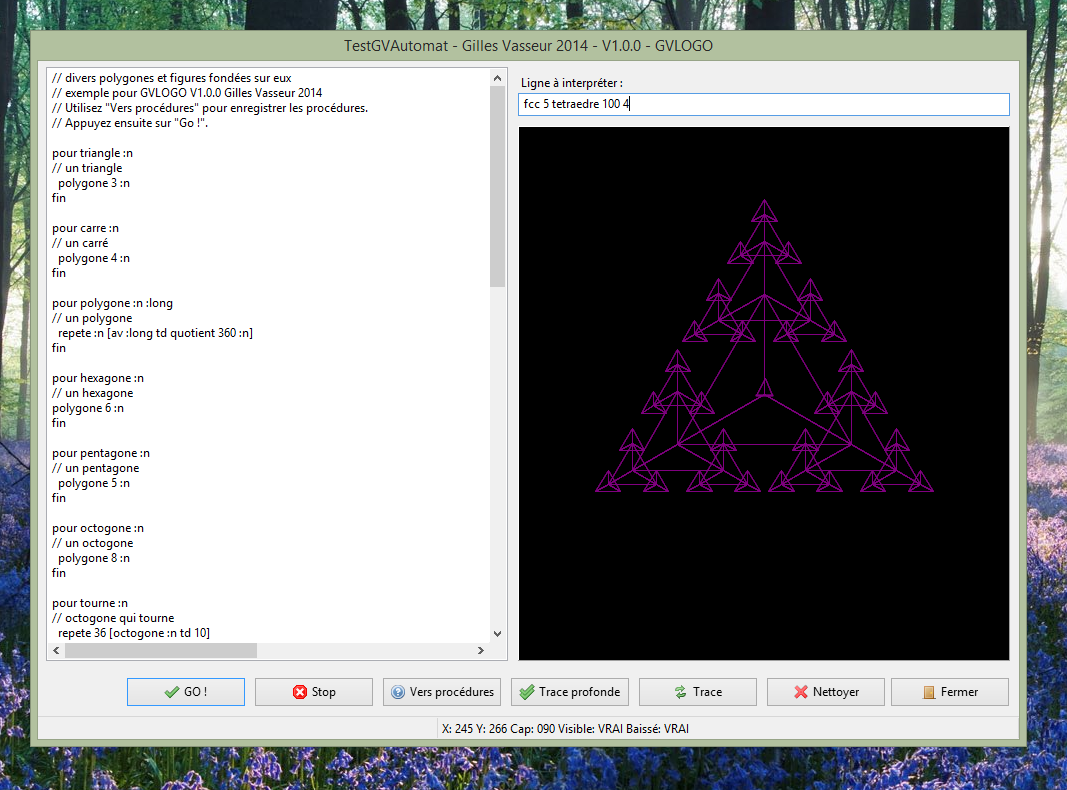 TestGVAutomat - Gilles Vasseur 2014 - V1.0.0 - GVLOGO
// divers polygones et figures fondées sur eux
// exemple pour GVLOGO V1.0.0 Gilles Vasseur 2014
// Utilisez "Vers procédures" pour enregistrer les procédures.
// Appuyez ensuite sur "Go !".
pour triangle :n
// un triangle
polygone 3 :n
fin
pour carre :n
// un carré
polygone 4 :n
fin
pour polygone :n :long
// un polygone
repete :n [av :long td quotient 360 :n]
fin
pour hexagone :n
// un hexagone
polygone 6 :n
fin
pour pentagone :n
// un pentagone
polygone 5 :n
fin
pour octogone :n
// un octogone
polygone 8 :n
fin
pour tourne :n
// octogone qui tourne
repete 36 [octogone :n td 10]
Ligne à interpréter :
fcc 5 tetraedre 100 4
GO !
Stop
Vers procédures
Trace profonde
Trace
Nettoyer
Fermer
X: 245 Y: 266 Cap: 090 Visible: VRAI Baissé: VRAI